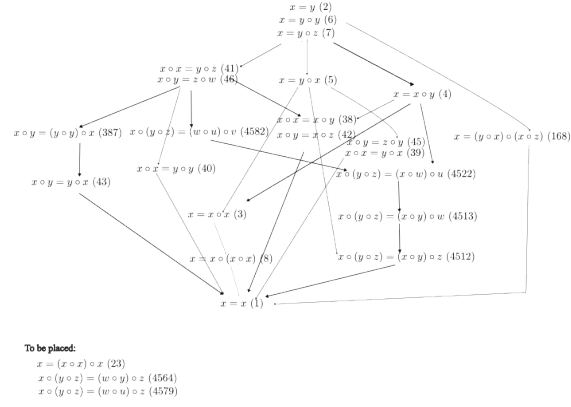 x = y (2)
x = y ∘ y (6)
x = y ∘ z (7)
x ∘ x = y ∘ z (41)
x ∘ y = z ∘ w (46)
x = y ∘ x (5)
x = x ∘ y (4)
x ∘ x = x ∘ y (38)
x ∘ y = (y ∘ y) ∘ x (387)
x ∘ (y ∘ z) = (w ∘ u) ∘ v (4582)
x ∘ y = x ∘ z (42)
x = (y ∘ x) ∘ (x ∘ z) (168)
x ∘ y = z ∘ y (45)
x ∘ x = y ∘ x (39)
x ∘ x = y ∘ y (40)
x ∘ (y ∘ z) = (x ∘ w) ∘ u (4522)
x ∘ y = y ∘ x (43)
x = x ∘ x (3)
x ∘ (y ∘ z) = (x ∘ y) ∘ w (4513)
x = x ∘ (x ∘ x) (8)
x ∘ (y ∘ z) = (x ∘ y) ∘ z (4512)
x = x (1)
To be placed:
x = (x ∘ x) ∘ x (23)
x ∘ (y ∘ z) = (w ∘ y) ∘ z (4564)
x ∘ (y ∘ z) = (w ∘ u) ∘ z (4579)